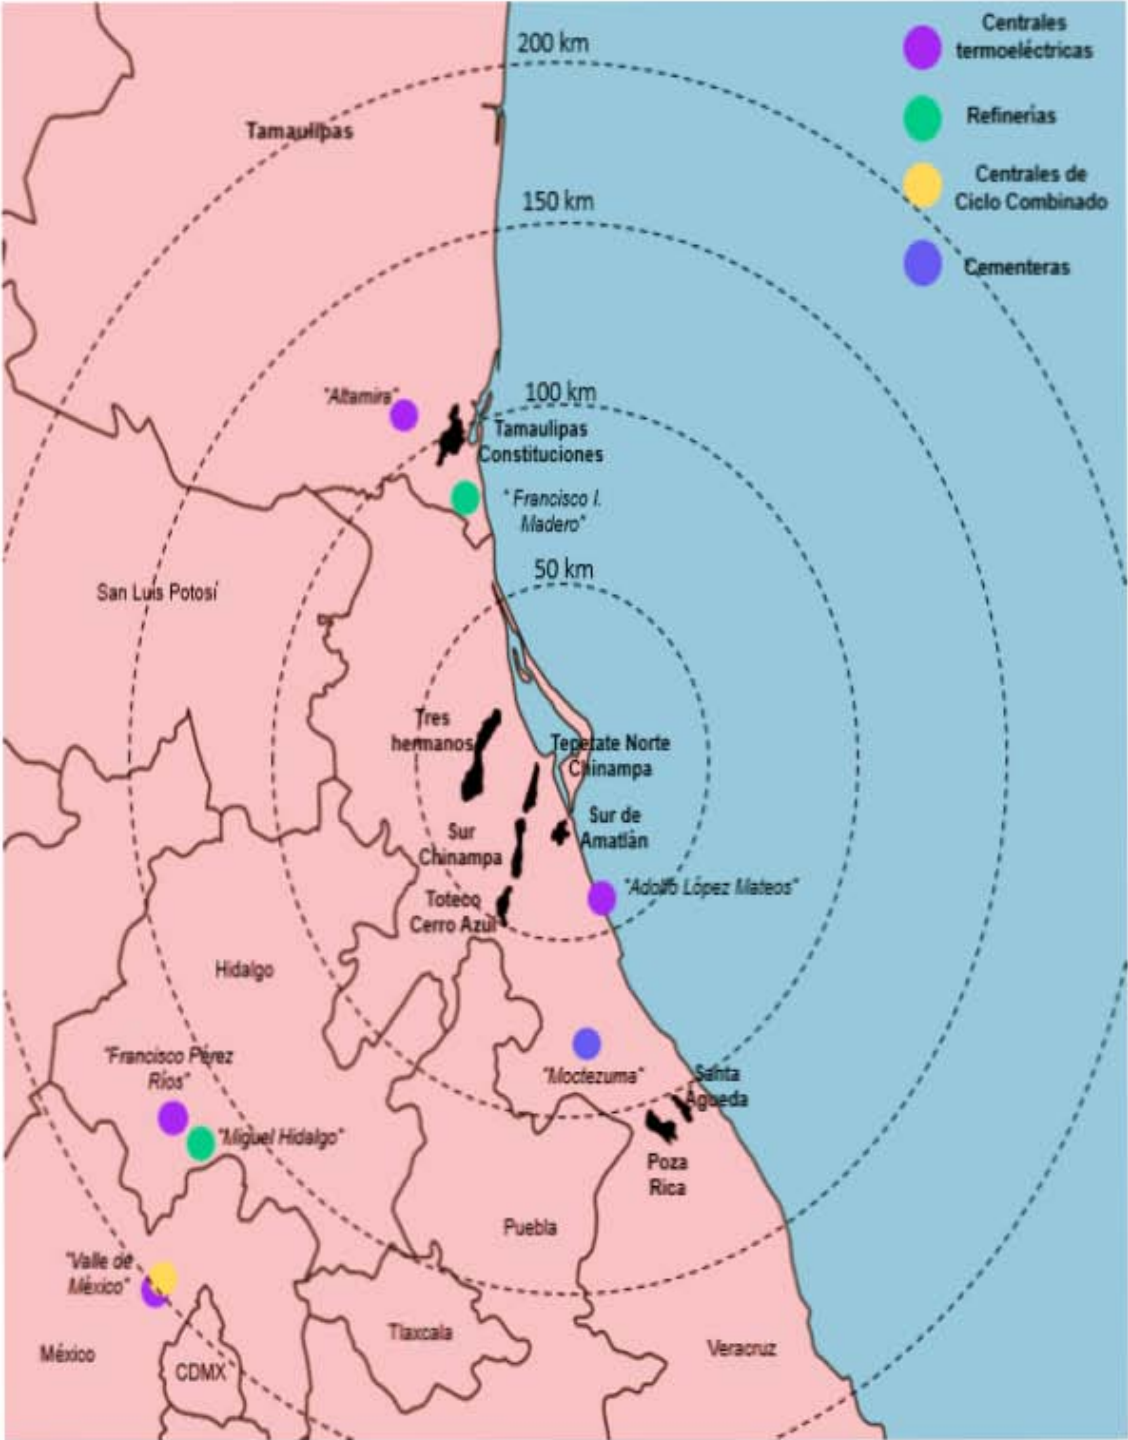 200 km
Centrales
termoeléctricas
Refinerías
Tamaulipas
Centrales de
Ciclo Combinado
150 km
Cementeras
"Altamira"
100 km
Tamaulipas
Constituciones
" Francisco I.
Madero"
50 km
San Luis Potosí
Tres
hermanos
Tepetate Norte
Chinampa
Sur de
Amatlán
Sur
Chinampa
"Adolfo López Mateos"
Toteco
Cerro Azul
Hidalgo
"Francisco Pérez
Ríos"
"Moctezuma"
Santa
Agueda
"Miguel Hidalgo"
Poza
Rica
Puebla
"Valle de
México"
Tlaxcala
Veracruz
México
CDMX